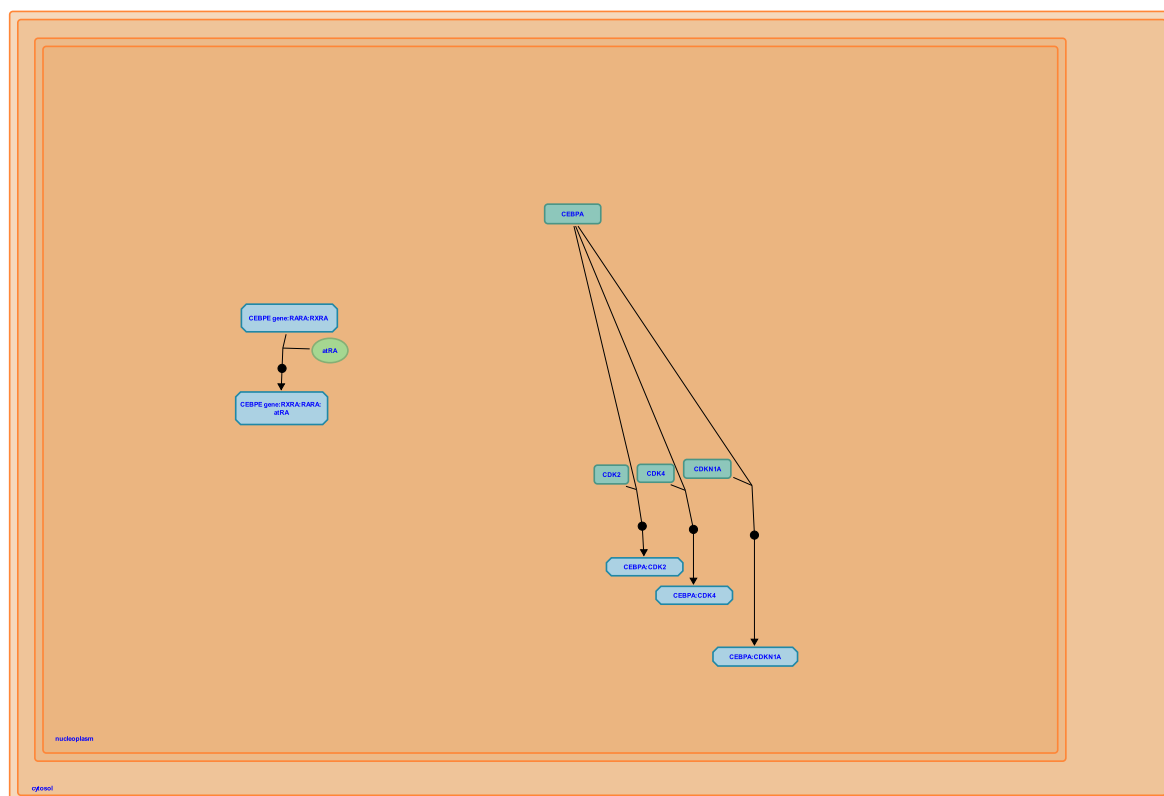 CEBPA
CEBPE gene:RARA:RXRA
atRA
CEBPE gene:RXRA:RARA:
atRA
CDK2
CDK4
CDKN1A
CEBPA:CDK2
CEBPA:CDK4
CEBPA:CDKN1A
nucleoplasm
cytosol